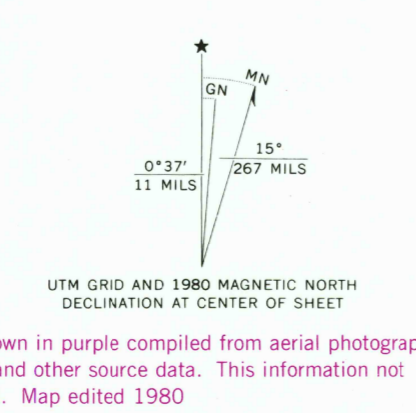 ★
MN
GN
15°
0°37′
267 MILS
11 MILS
UTM GRID AND 1980 MAGNETIC NORTH
DECLINATION AT CENTER OF SHEET
own in purple compiled from aerial photograp
and other source data. This information not
. Map edited 1980